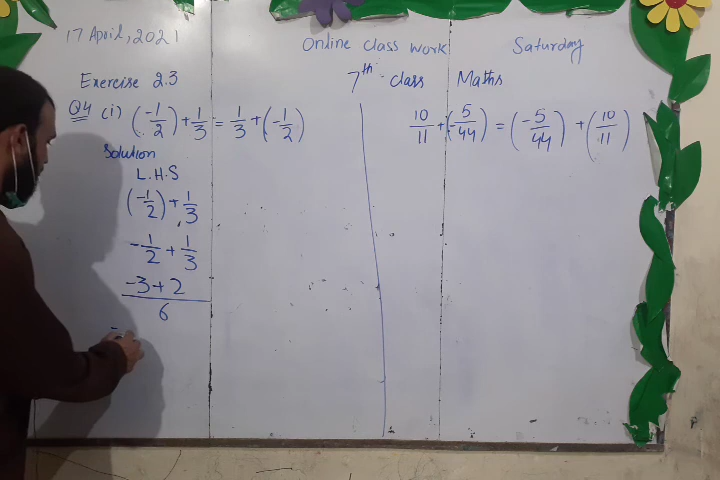 17 April, 2021
Online class work
Saturday
7th class Maths
Exercise 2.3
Q4 (i) (-1/2) + 1/3 = 1/3 + (-1/2)
10/11 + (-5/44) = (-5/44) + (10/11)
Solution
L.H.S
(-1/2) + 1/3
-1/2 + 1/3
-3+2
6
-